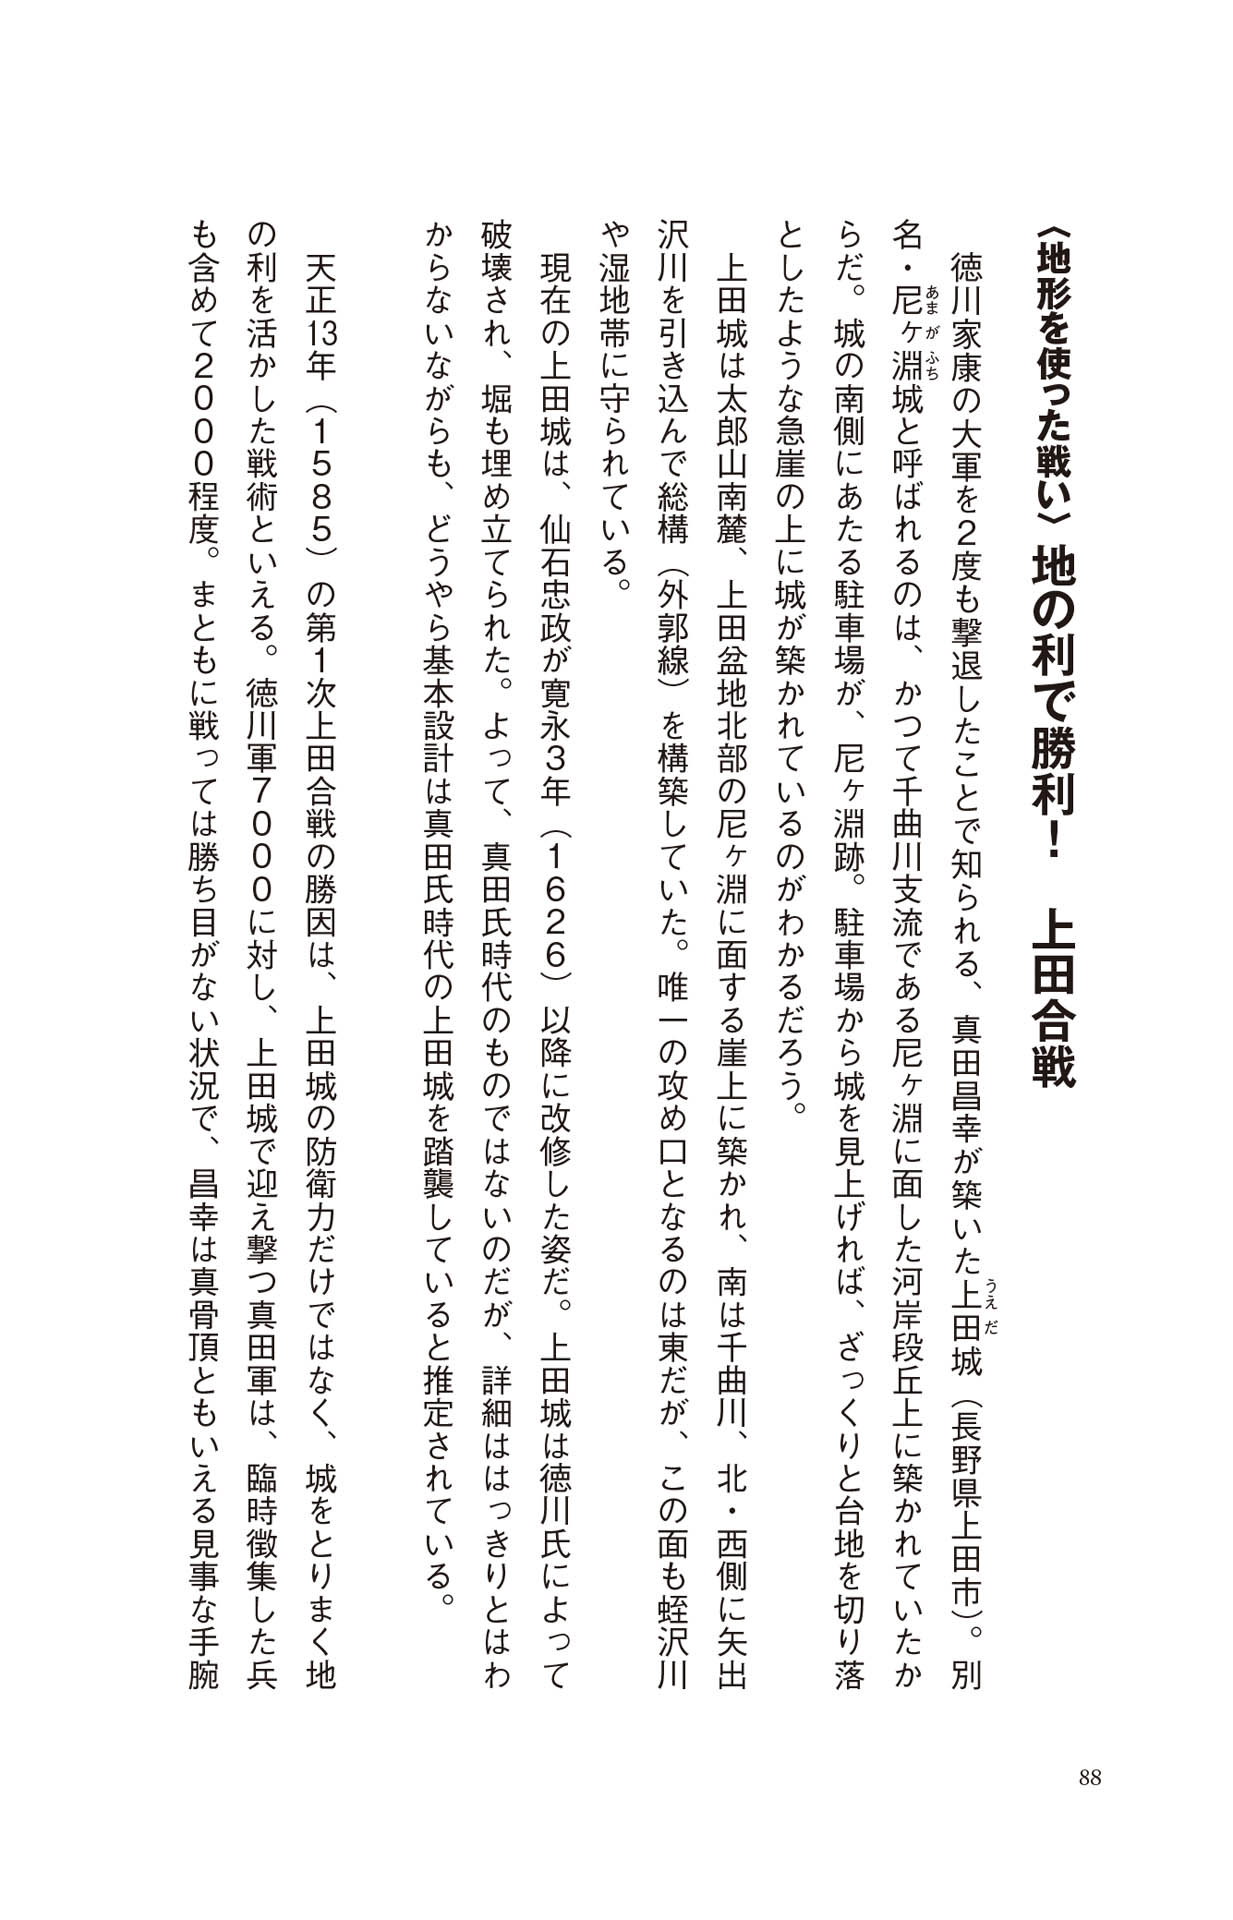 〈地形を使った戦い〉地の利で勝利！　上田合戦
　徳川家康の大軍を２度も撃退したことで知られる、真田昌幸が築いた上田城（長野県上田市）。別
うえだ
名・尼ヶ淵城と呼ばれるのは、かつて千曲川支流である尼ヶ淵に面した河岸段丘上に築かれていたか
あまがふち
らだ。城の南側にあたる駐車場が、尼ヶ淵跡。駐車場から城を見上げれば、ざっくりと台地を切り落
としたような急崖の上に城が築かれているのがわかるだろう。
　上田城は太郎山南麓、上田盆地北部の尼ヶ淵に面する崖上に築かれ、南は千曲川、北・西側に矢出
沢川を引き込んで総構（外郭線）を構築していた。唯一の攻め口となるのは東だが、この面も蛭沢川
や湿地帯に守られている。
　現在の上田城は、仙石忠政が寛永３年（１６２６）以降に改修した姿だ。上田城は徳川氏によって
破壊され、堀も埋め立てられた。よって、真田氏時代のものではないのだが、詳細ははっきりとはわ
からないながらも、どうやら基本設計は真田氏時代の上田城を踏襲していると推定されている。
　天正13年（１５８５）の第１次上田合戦の勝因は、上田城の防衛力だけではなく、城をとりまく地
の利を活かした戦術といえる。徳川軍７０００に対し、上田城で迎え撃つ真田軍は、臨時徴集した兵
も含めて２０００程度。まともに戦っては勝ち目がない状況で、昌幸は真骨頂ともいえる見事な手腕
88